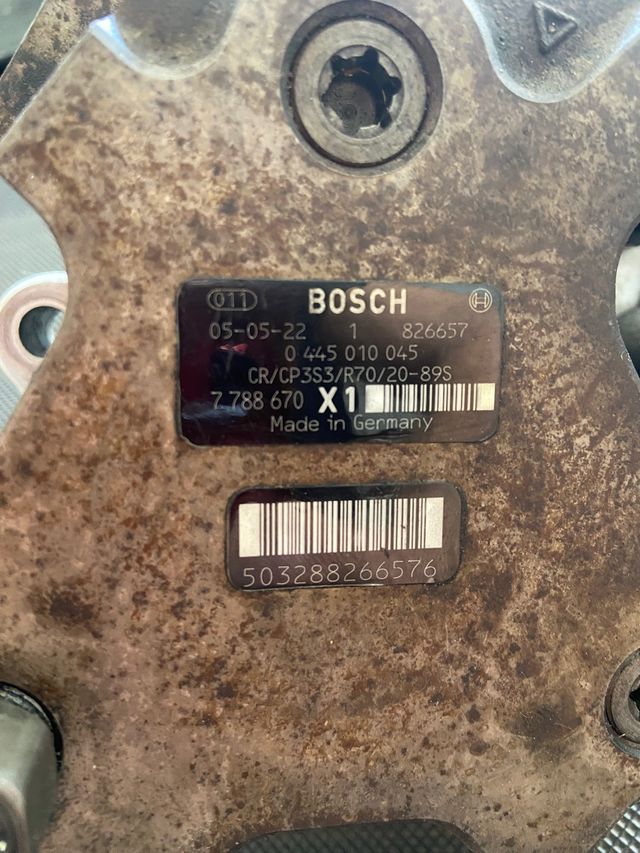 011 BOSCH
05-05-22 1 826657
0 445 010 045
CR/CP3S3/R70/20-89S
7 788 670 X1
Made in Germany
503288266576